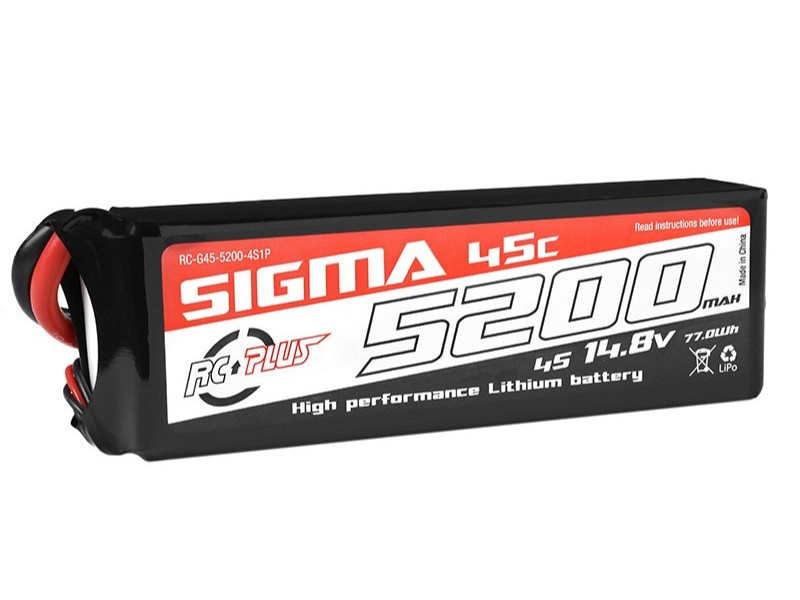 Read instructions before use!
RC-G45-5200-4S1P
SIGMA 45C
Made in China
5200 MAH
RC PLUS
4S 14.8V 77.0Wh
LiPo
High performance Lithium battery